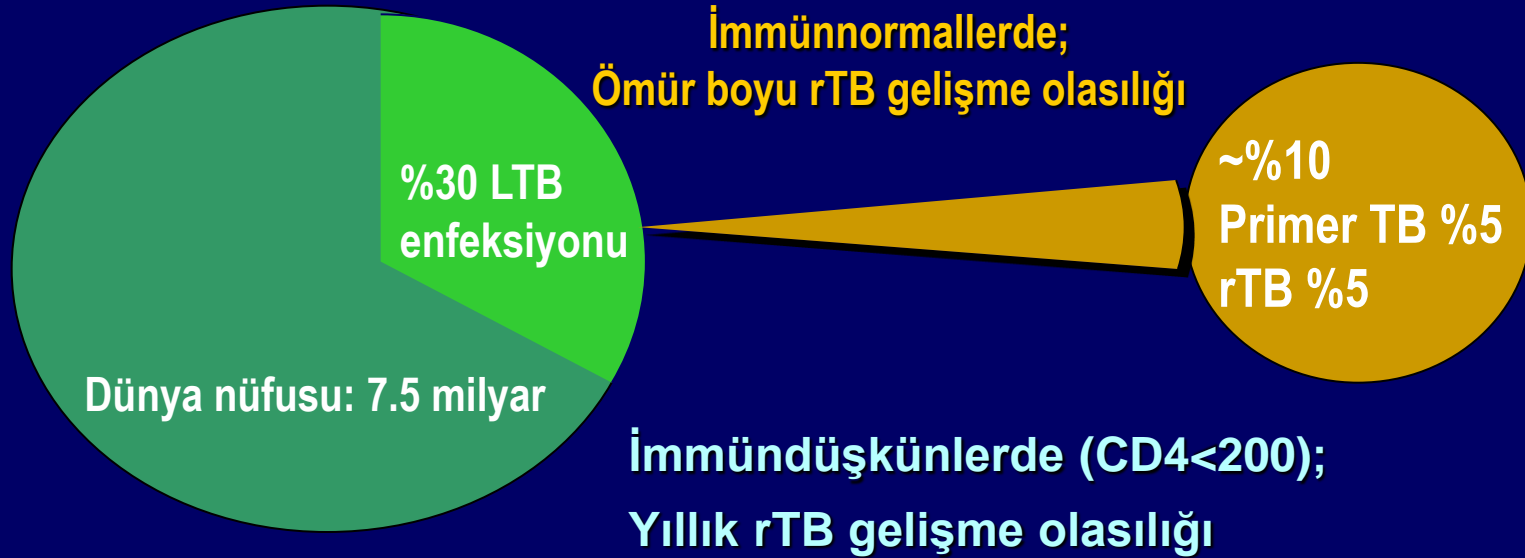 İmmünnormallerde;
Ömür boyu rTB gelişme olasılığı
%30 LTB
enfeksiyonu
~%10
Primer TB %5
rTB %5
Dünya nüfusu: 7.5 milyar
İmmündüşkünlerde (CD4<200);
Yıllık rTB gelişme olasılığı